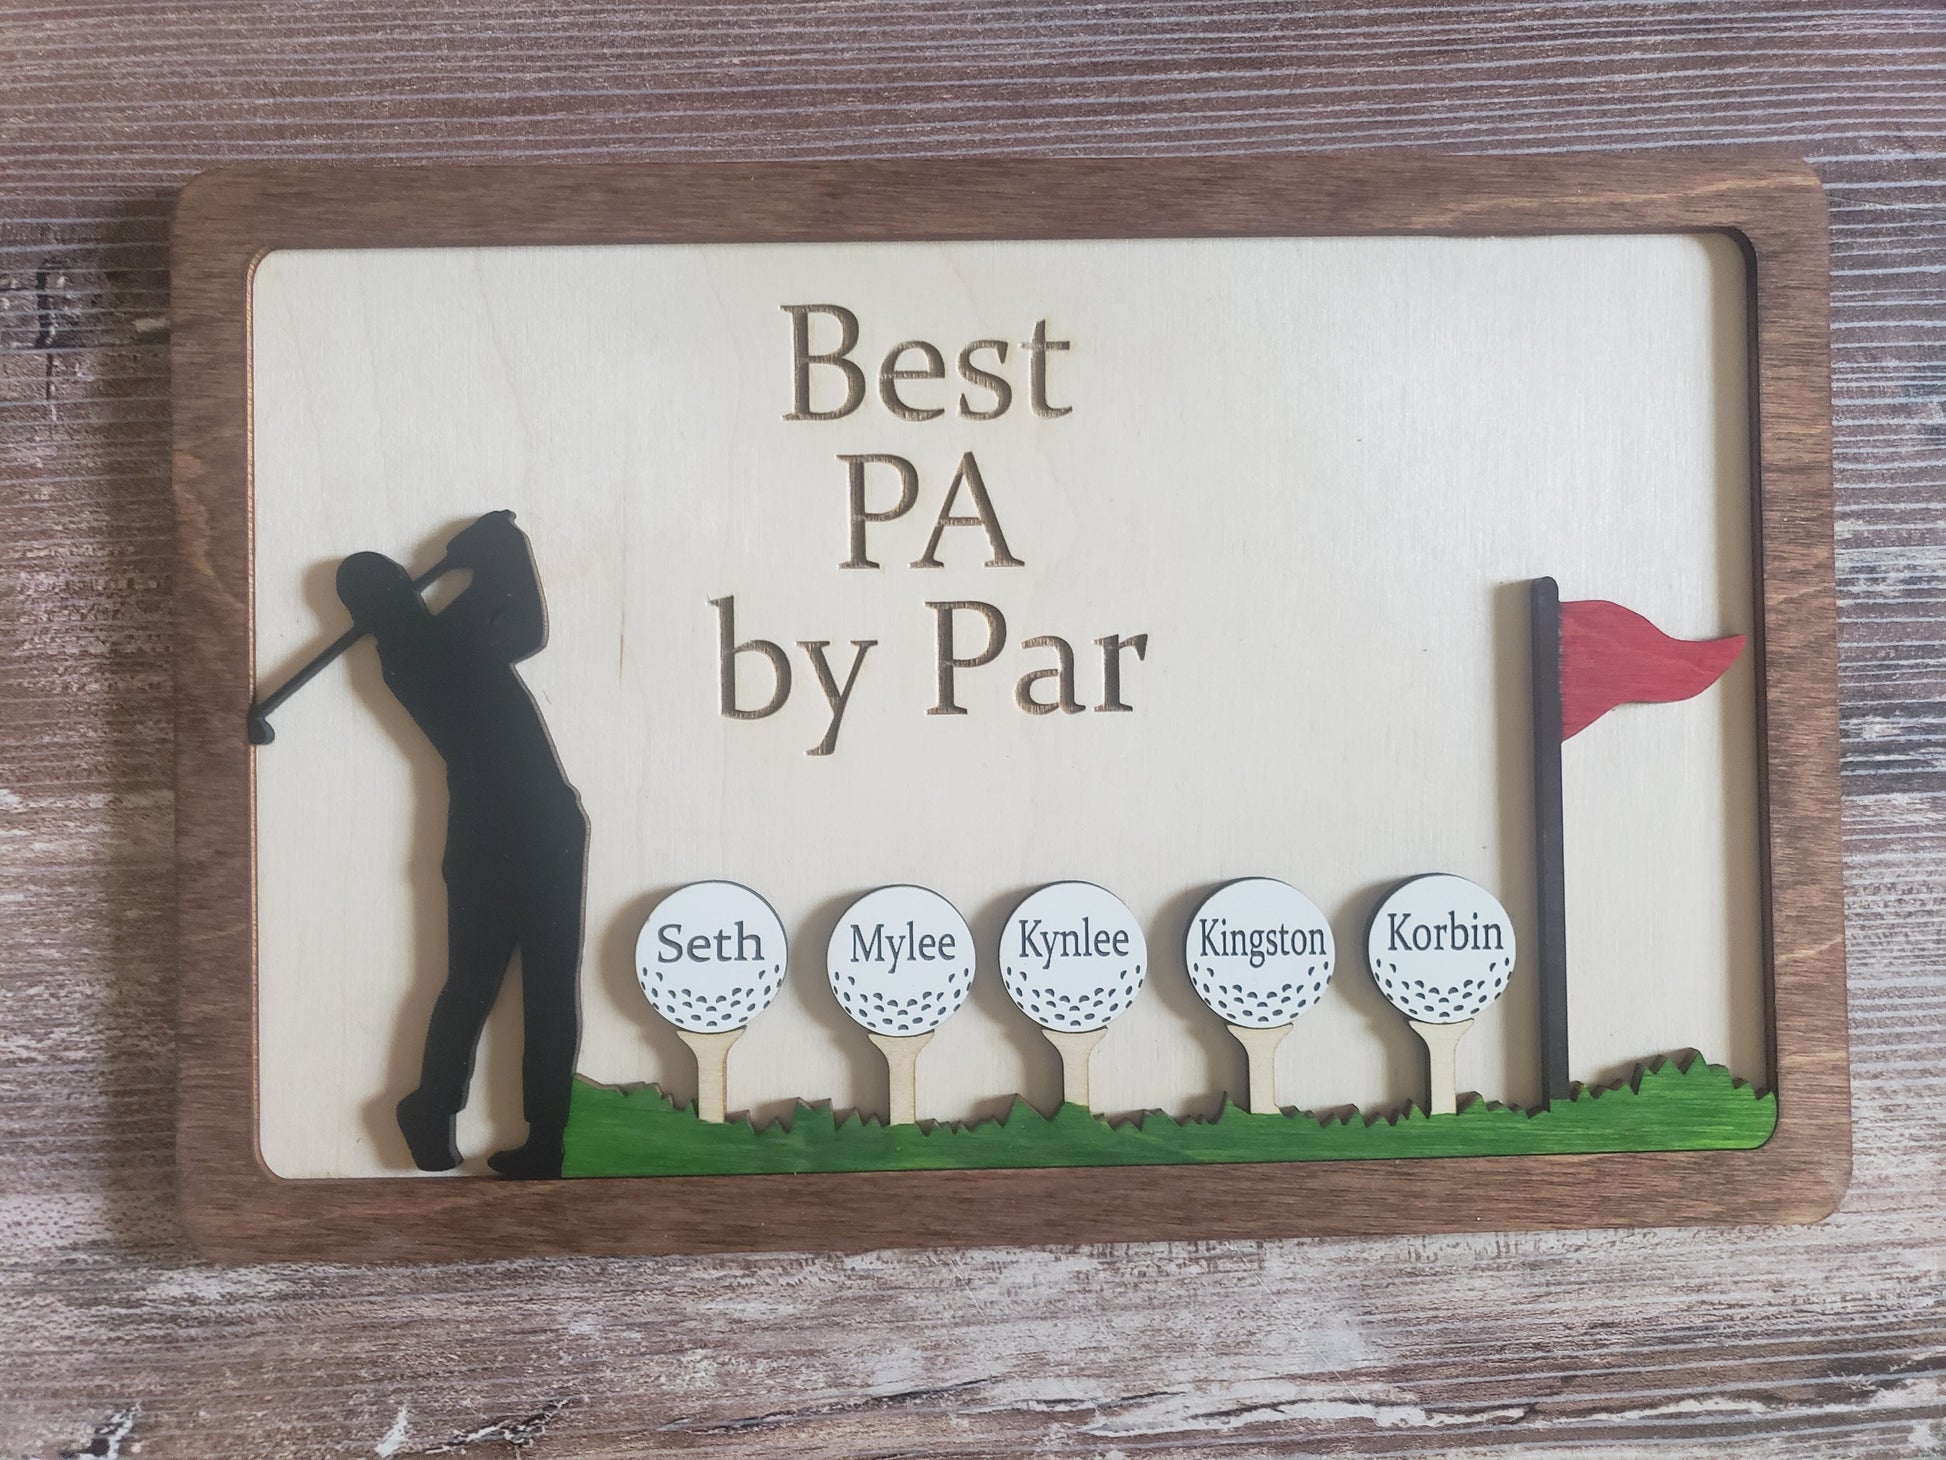 Best
PA
by Par
Seth Mylee Kynlee Kingston Korbin